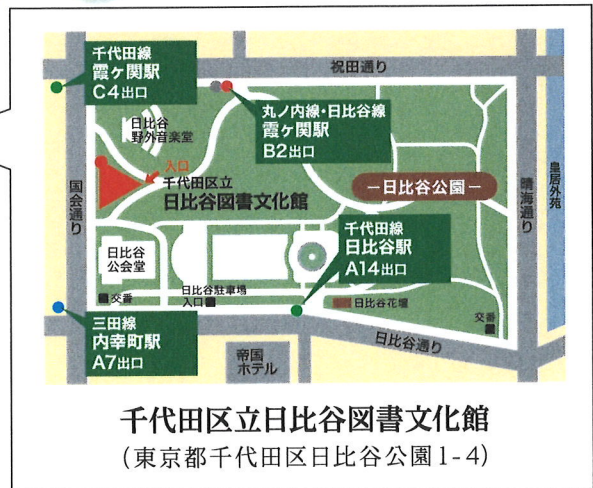 千代田線
霞ヶ関駅
C4出口
祝田通り
丸ノ内線・日比谷線
霞ヶ関駅
B2出口
日比谷
野外音楽堂
入口
千代田区立
日比谷図書文化館
ー日比谷公園ー
国会通り
晴海通り
皇居外苑
千代田線
日比谷駅
A14出口
日比谷
公会堂
交番
日比谷駐車場
入口
日比谷花壇
交番
三田線
内幸町駅
A7出口
帝国
ホテル
日比谷通り
千代田区立日比谷図書文化館
(東京都千代田区日比谷公園1-4)